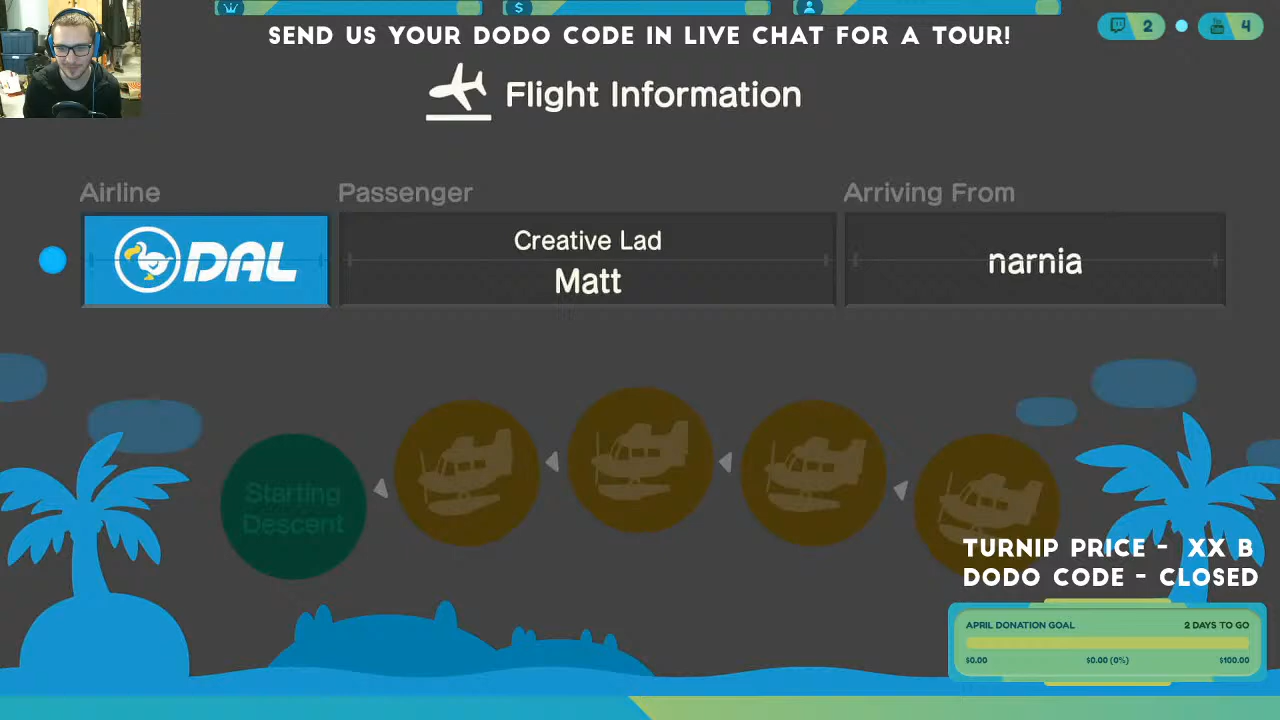 SEND US YOUR DODO CODE IN LIVE CHAT FOR A TOUR!
2
4
Flight Information
Airline
Passenger
Arriving From
DAL
Creative Lad
Matt
narnia
Starting
Descent
TURNIP PRICE - XX B
DODO CODE - CLOSED
APRIL DONATION GOAL
2 DAYS TO GO
$0.00
$0.00 (0%)
$100.00